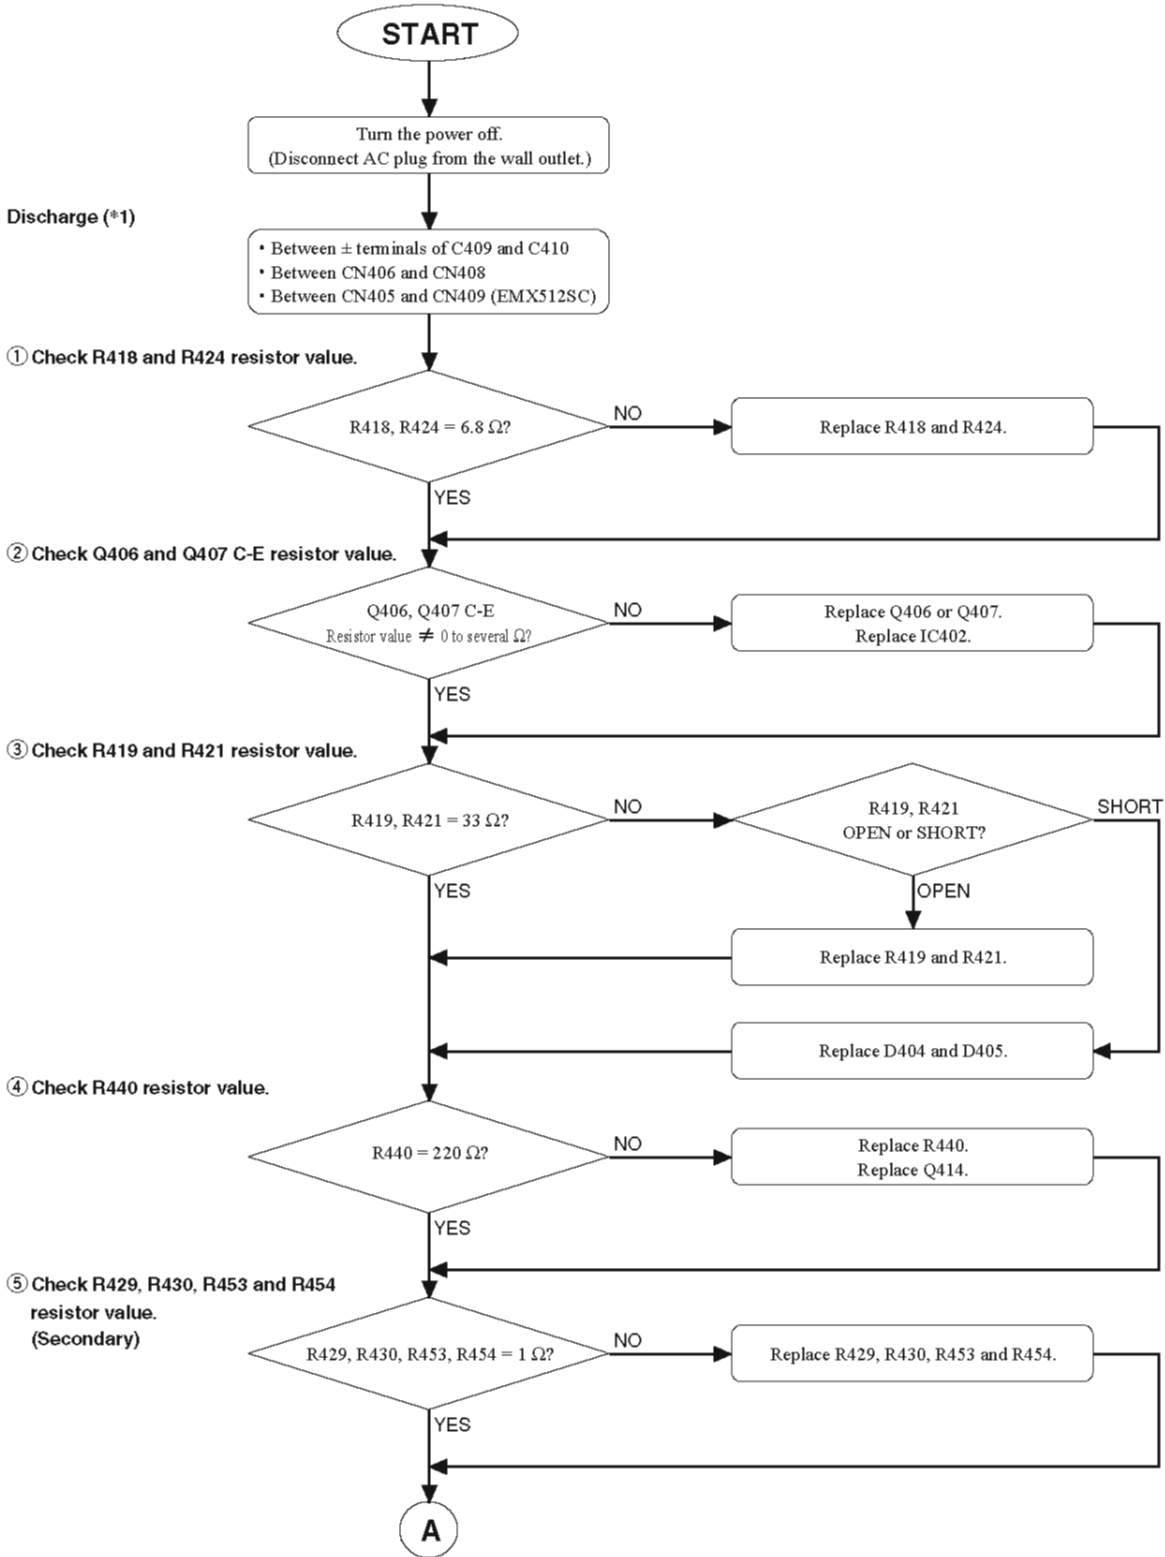 START
Turn the power off.
(Disconnect AC plug from the wall outlet.)
Discharge (*1)
• Between ± terminals of C409 and C410
• Between CN406 and CN408
• Between CN405 and CN409 (EMX512SC)
① Check R418 and R424 resistor value.
R418, R424 = 6.8 Ω?
NO
Replace R418 and R424.
YES
② Check Q406 and Q407 C-E resistor value.
Q406, Q407 C-E
Resistor value ≠ 0 to several Ω?
NO
Replace Q406 or Q407.
Replace IC402.
YES
③ Check R419 and R421 resistor value.
R419, R421 = 33 Ω?
NO
R419, R421
OPEN or SHORT?
SHORT
YES
OPEN
Replace R419 and R421.
Replace D404 and D405.
④ Check R440 resistor value.
R440 = 220 Ω?
NO
Replace R440.
Replace Q414.
YES
⑤ Check R429, R430, R453 and R454
resistor value.
(Secondary)
R429, R430, R453, R454 = 1 Ω?
NO
Replace R429, R430, R453 and R454.
YES
A